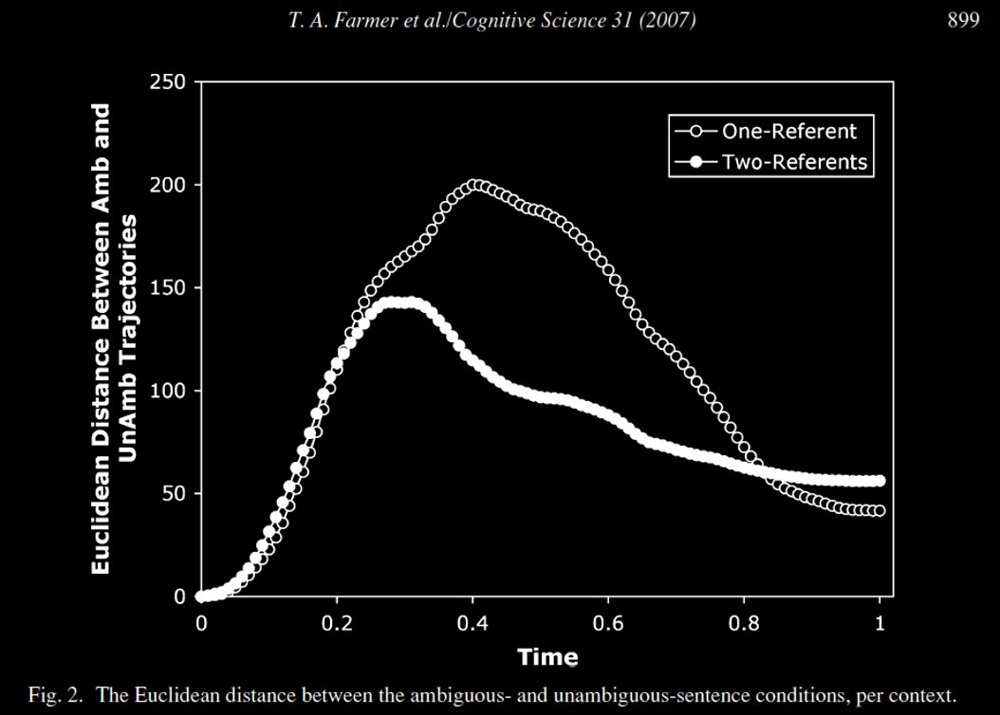 T. A. Farmer et al./Cognitive Science 31 (2007) 899
Euclidean Distance Between Amb and
UnAmb Trajectories
250
200
150
100
50
0
One-Referent
Two-Referents
0 0.2 0.4 0.6 0.8 1
Time
Fig. 2. The Euclidean distance between the ambiguous- and unambiguous-sentence conditions, per context.